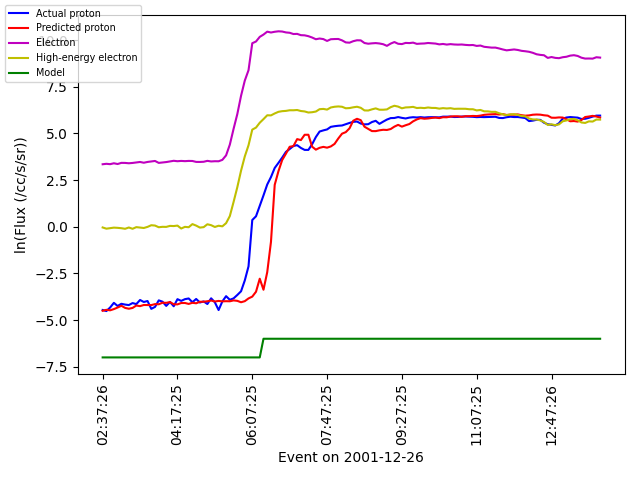 Actual proton
Predicted proton
Electron
High-energy electron
Model
7.5
5.0
2.5
0.0
−2.5
−5.0
−7.5
ln(Flux (/cc/s/sr))
02:37:26
04:17:25
06:07:25
07:47:25
09:27:25
11:07:25
12:47:26
Event on 2001-12-26